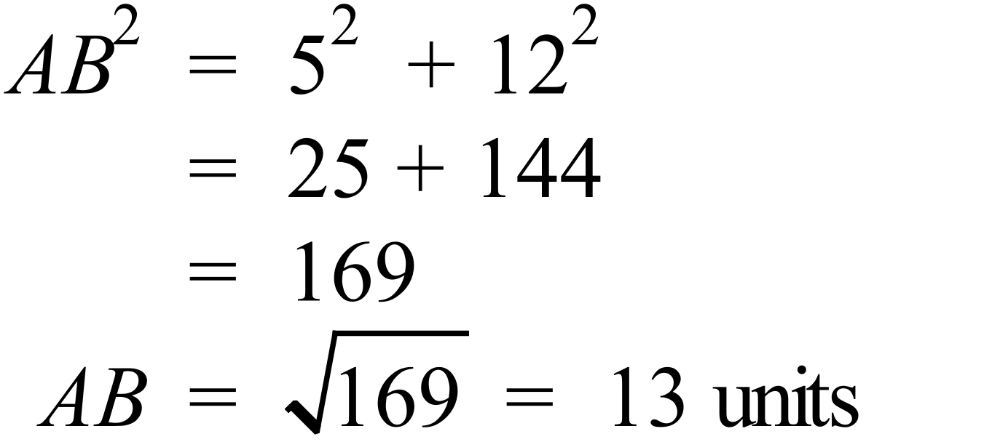 AB² = 5² + 12²
= 25 + 144
= 169
AB = √169 = 13 units